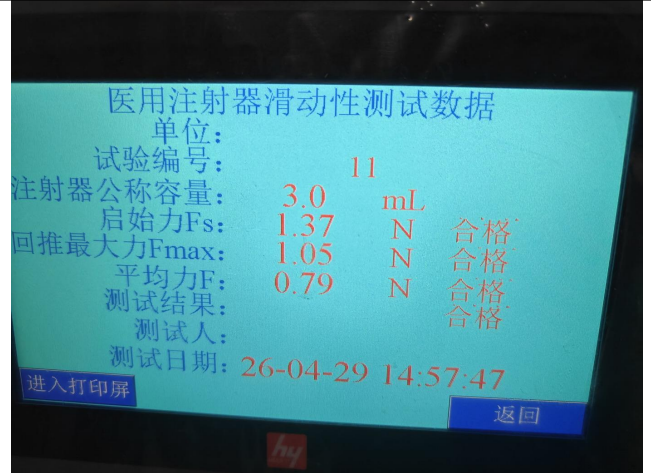 医用注射器滑动性测试数据
单位：
试验编号： 11
注射器公称容量： 3.0 mL
启始力Fs： 1.37 N 合格
回推最大力Fmax： 1.05 N 合格
平均力F： 0.79 N 合格
测试结果： 合格
测试人：
测试日期： 26-04-29 14:57:47
进入打印屏 返回
hy